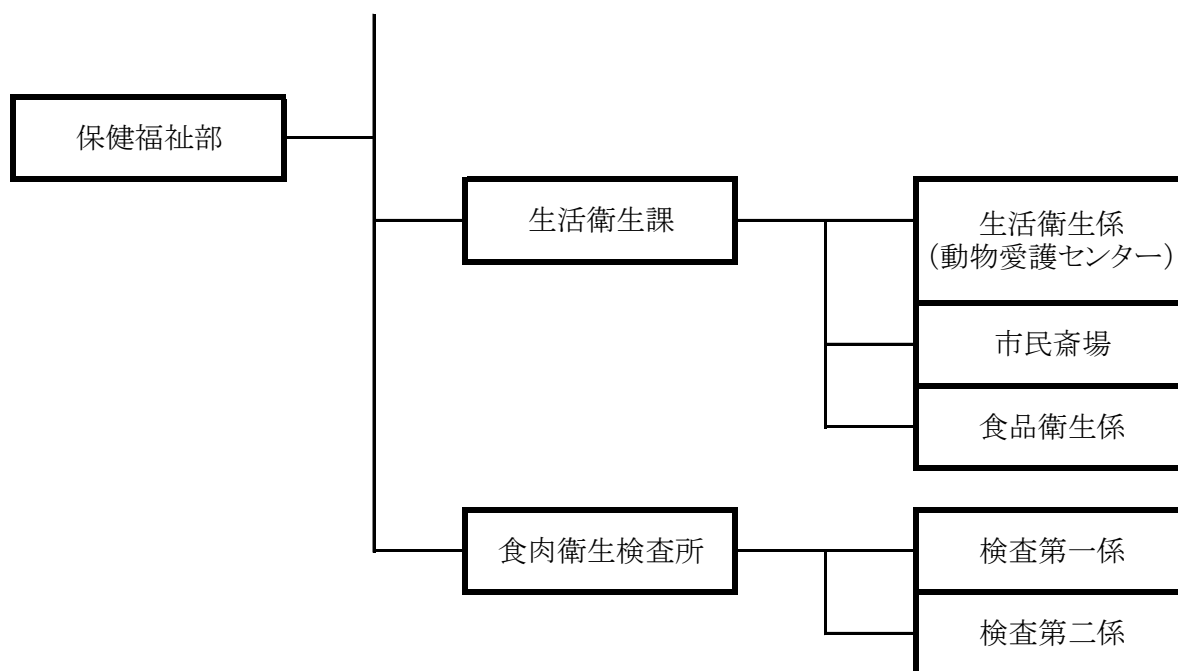 保健福祉部
生活衛生課
生活衛生係
（動物愛護センター）
市民斎場
食品衛生係
食肉衛生検査所
検査第一係
検査第二係